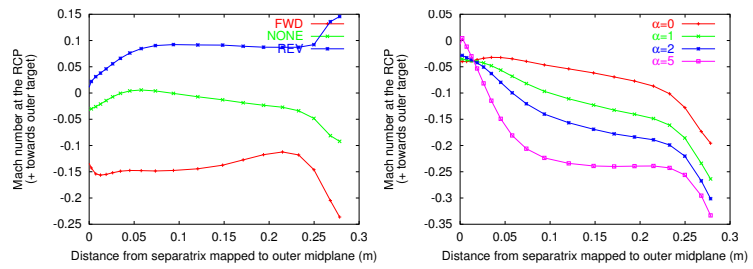 0.15
0.1
0.05
0
-0.05
-0.1
-0.15
-0.2
-0.25
0 0.05 0.1 0.15 0.2 0.25 0.3
Mach number at the RCP
(+ towards outer target)
Distance from separatrix mapped to outer midplane (m)
FWD
NONE
REV
0.05
0
-0.05
-0.1
-0.15
-0.2
-0.25
-0.3
-0.35
0 0.05 0.1 0.15 0.2 0.25 0.3
Mach number at the RCP
(+ towards outer target)
Distance from separatrix mapped to outer midplane (m)
α=0
α=1
α=2
α=5